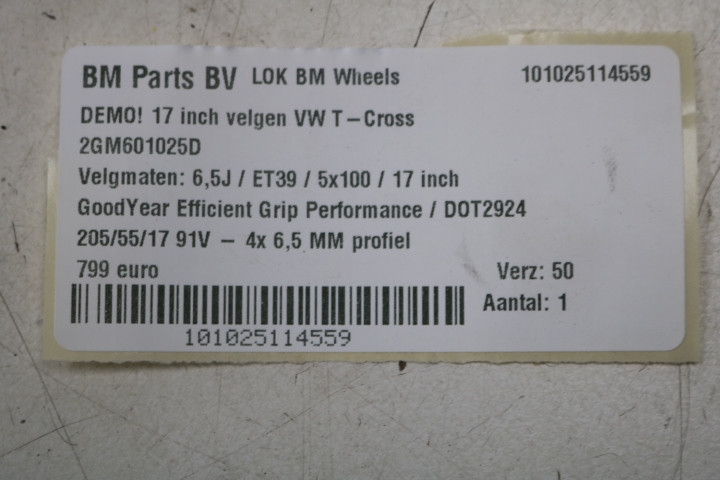 BM Parts BV LOK BM Wheels 101025114559
DEMO! 17 inch velgen VW T-Cross
2GM601025D
Velgmaten: 6,5J / ET39 / 5x100 / 17 inch
GoodYear Efficient Grip Performance / DOT2924
205/55/17 91V - 4x 6,5 MM profiel
799 euro Verz: 50
Aantal: 1
101025114559